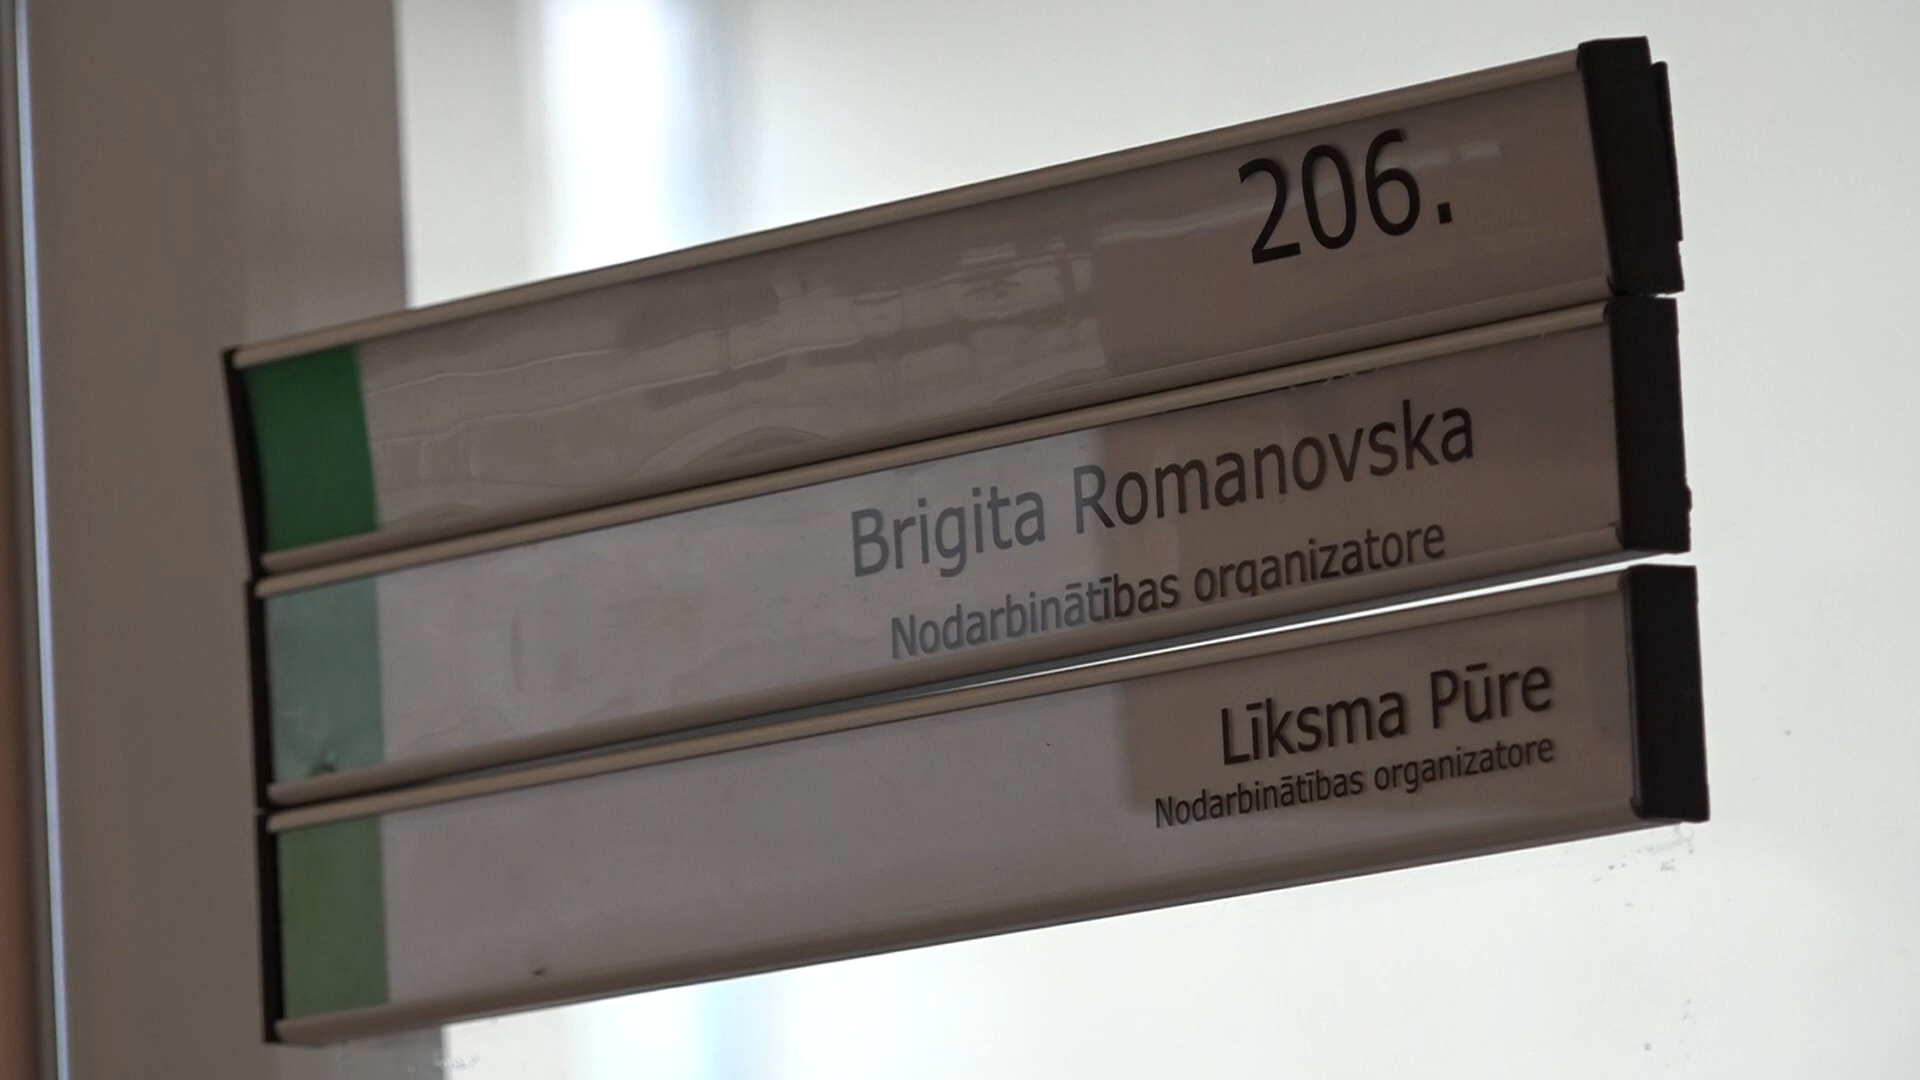 206.
Brigita Romanovska
Nodarbinātības organizatore
Līksma Pūre
Nodarbinātības organizatore